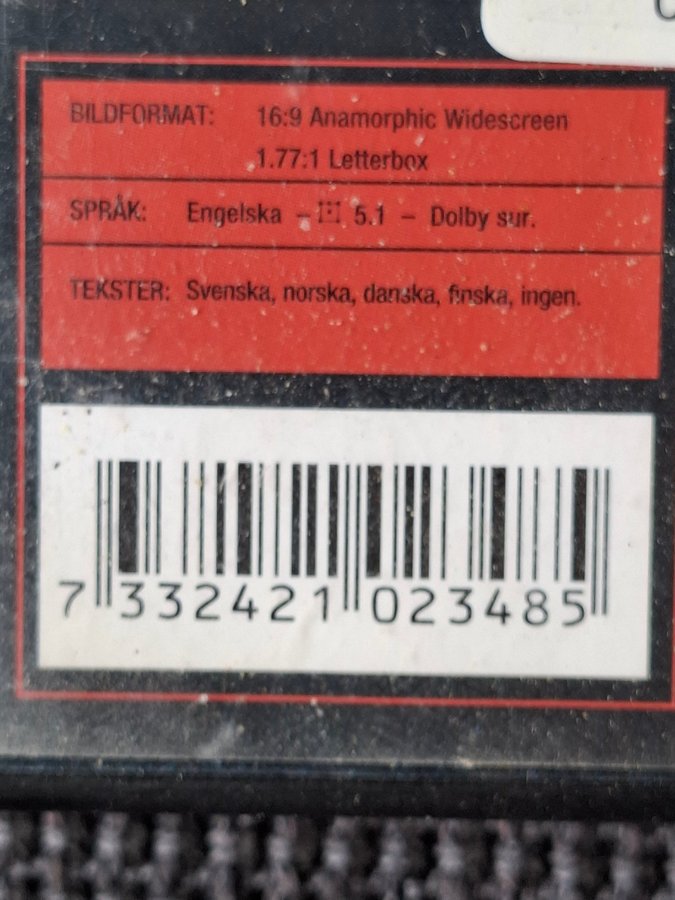 BILDFORMAT: 16:9 Anamorphic Widescreen
1.77:1 Letterbox
SPRÅK: Engelska – 5.1 – Dolby sur.
TEKSTER: Svenska, norska, danska, finska, ingen.
7 332421 023485